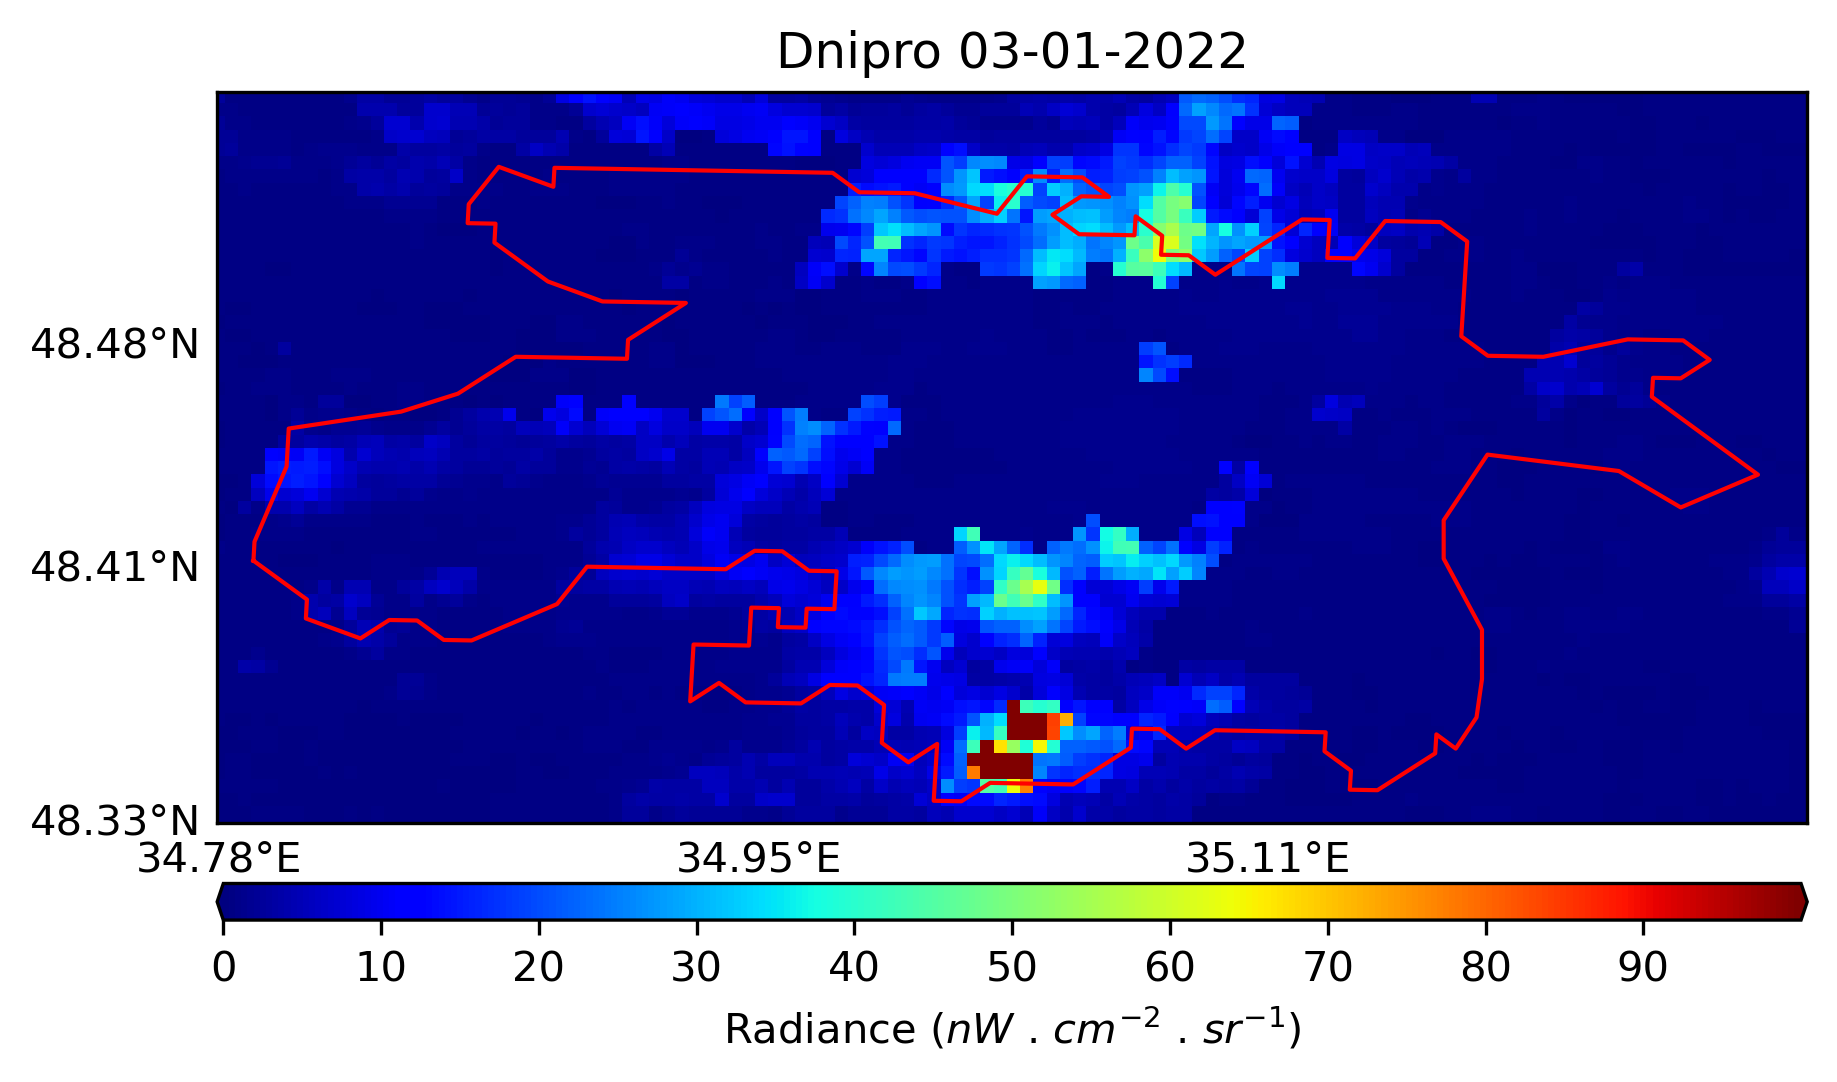 Dnipro 03-01-2022
48.48°N
48.41°N
48.33°N
34.78°E 34.95°E 35.11°E
0 10 20 30 40 50 60 70 80 90
Radiance (nW . cm⁻² . sr⁻¹)